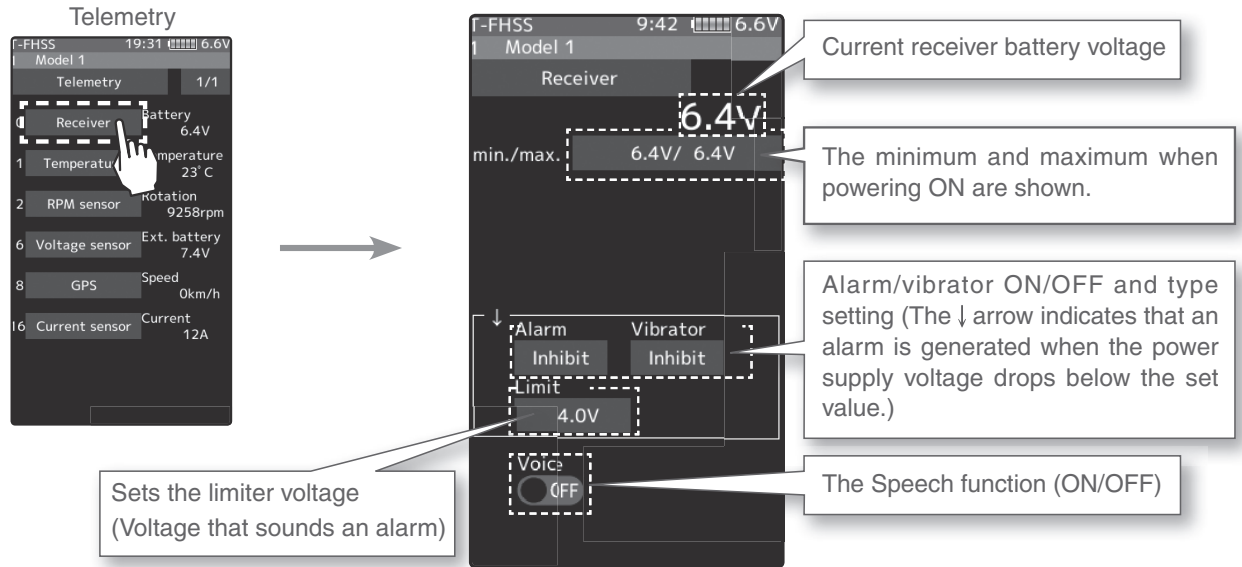 Telemetry
T-FHSS 19:31 6.6V
1 Model 1
Telemetry 1/1
0 Receiver Battery
6.4V
1 Temperature Temperature
23°C
2 RPM sensor Rotation
9258rpm
6 Voltage sensor Ext. battery
7.4V
8 GPS Speed
0km/h
16 Current sensor Current
12A
T-FHSS 9:42 6.6V
1 Model 1
Receiver
6.4V
min./max. 6.4V/ 6.4V
↓
Alarm Vibrator
Inhibit Inhibit
Limit
4.0V
Voice
OFF
Current receiver battery voltage
The minimum and maximum when
powering ON are shown.
Alarm/vibrator ON/OFF and type
setting (The ↓ arrow indicates that an
alarm is generated when the power
supply voltage drops below the set
value.)
The Speech function (ON/OFF)
Sets the limiter voltage
(Voltage that sounds an alarm)